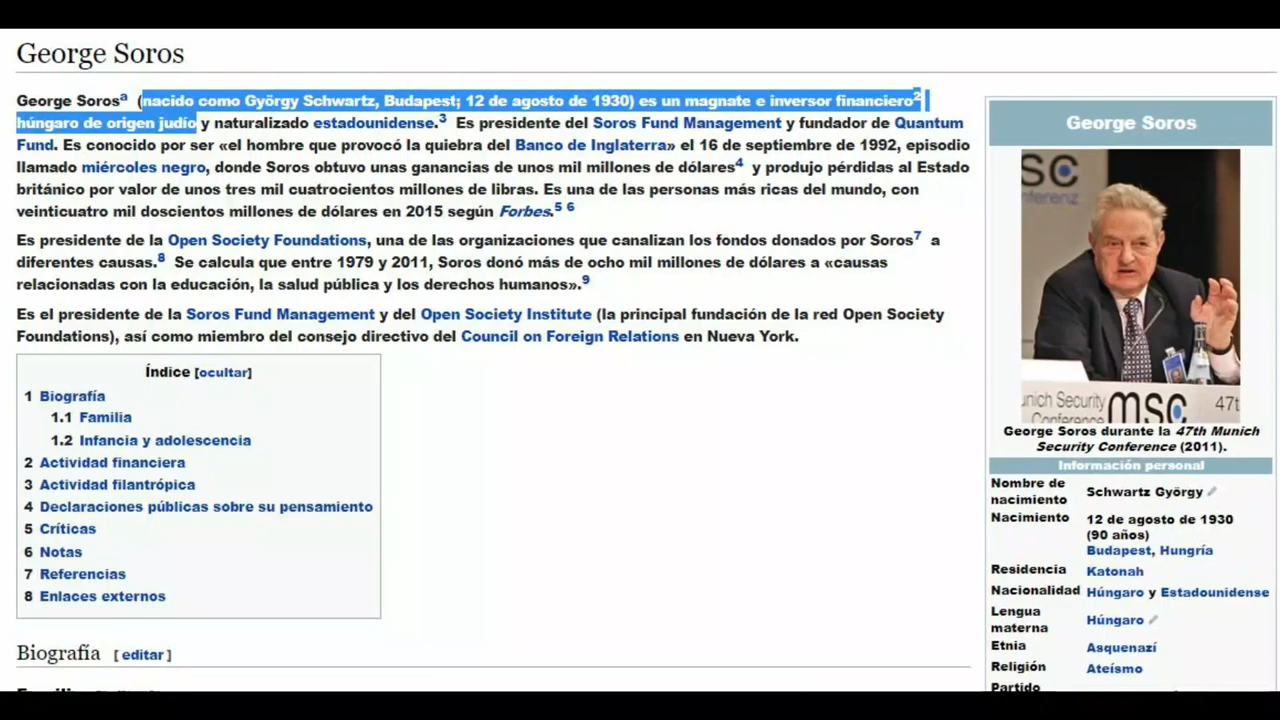 George Soros
George Sorosa (nacido como György Schwartz, Budapest; 12 de agosto de 1930) es un magnate e inversor financiero2
húngaro de origen judío y naturalizado estadounidense.3 Es presidente del Soros Fund Management y fundador de Quantum
Fund. Es conocido por ser «el hombre que provocó la quiebra del Banco de Inglaterra» el 16 de septiembre de 1992, episodio
llamado miércoles negro, donde Soros obtuvo unas ganancias de unos mil millones de dólares4 y produjo pérdidas al Estado
británico por valor de unos tres mil cuatrocientos millones de libras. Es una de las personas más ricas del mundo, con
veinticuatro mil doscientos millones de dólares en 2015 según Forbes.5 6
Es presidente de la Open Society Foundations, una de las organizaciones que canalizan los fondos donados por Soros7 a
diferentes causas.8 Se calcula que entre 1979 y 2011, Soros donó más de ocho mil millones de dólares a «causas
relacionadas con la educación, la salud pública y los derechos humanos».9
Es el presidente de la Soros Fund Management y del Open Society Institute (la principal fundación de la red Open Society
Foundations), así como miembro del consejo directivo del Council on Foreign Relations en Nueva York.
Índice [ocultar]
1 Biografía
1.1 Familia
1.2 Infancia y adolescencia
2 Actividad financiera
3 Actividad filantrópica
4 Declaraciones públicas sobre su pensamiento
5 Críticas
6 Notas
7 Referencias
8 Enlaces externos
Biografía [ editar ]
George Soros
SC
nferenz
unich Security
Conference
msc
47t
George Soros durante la 47th Munich
Security Conference (2011).
Información personal
Nombre de
nacimiento Schwartz György
Nacimiento 12 de agosto de 1930
(90 años)
Budapest, Hungría
Residencia Katonah
Nacionalidad Húngaro y Estadounidense
Lengua
materna Húngaro
Etnia Asquenazí
Religión Ateísmo
Partido